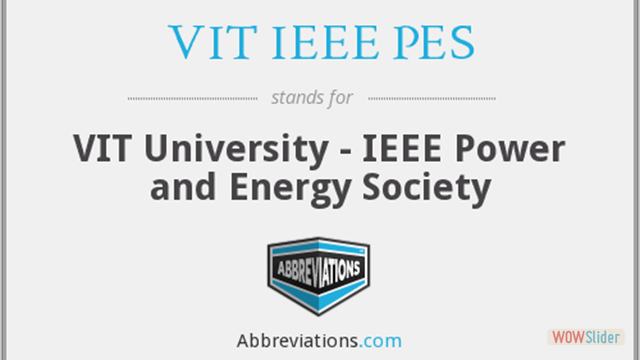 VIT IEEE PES
stands for
VIT University - IEEE Power
and Energy Society
ABBREVIATIONS
Abbreviations.com
WOWSlider